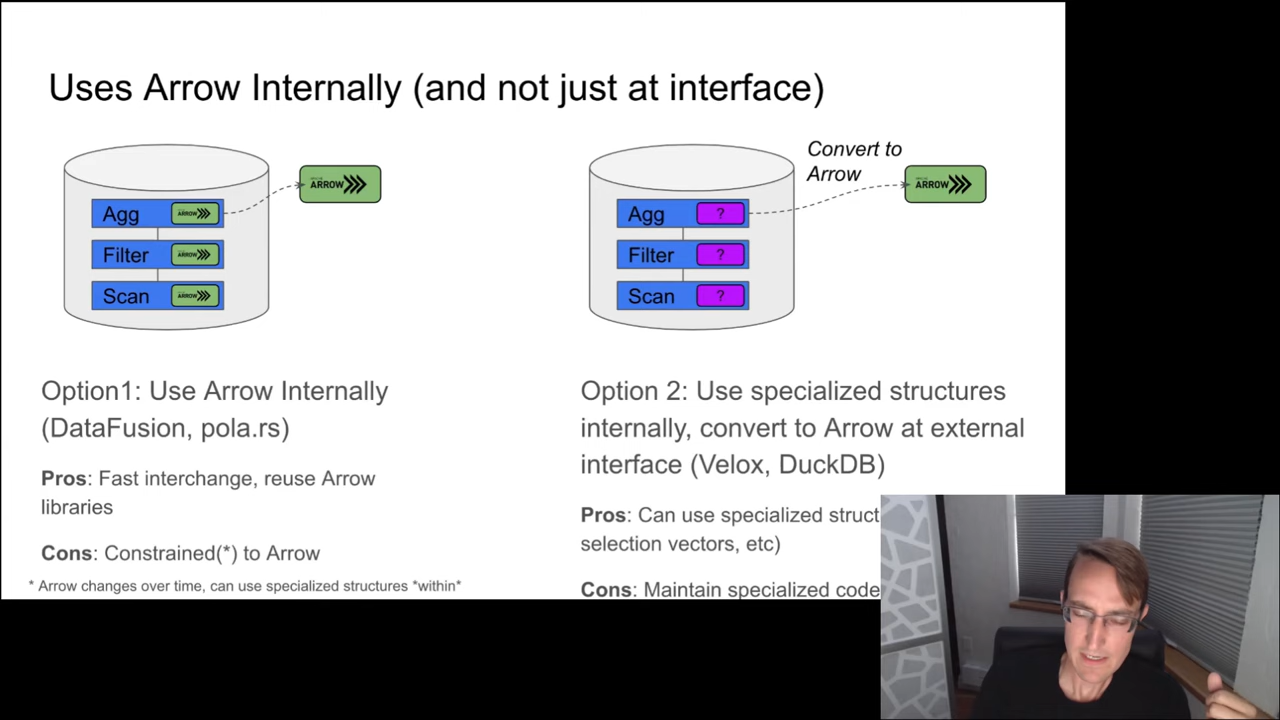 Uses Arrow Internally (and not just at interface)
Agg
ARROW
Filter
ARROW
Scan
ARROW
ARROW
Convert to
Arrow
Agg
?
Filter
?
Scan
?
ARROW
Option1: Use Arrow Internally
(DataFusion, pola.rs)
Pros: Fast interchange, reuse Arrow
libraries
Cons: Constrained(*) to Arrow
* Arrow changes over time, can use specialized structures *within*
Option 2: Use specialized structures
internally, convert to Arrow at external
interface (Velox, DuckDB)
Pros: Can use specialized struct
selection vectors, etc)
Cons: Maintain specialized code